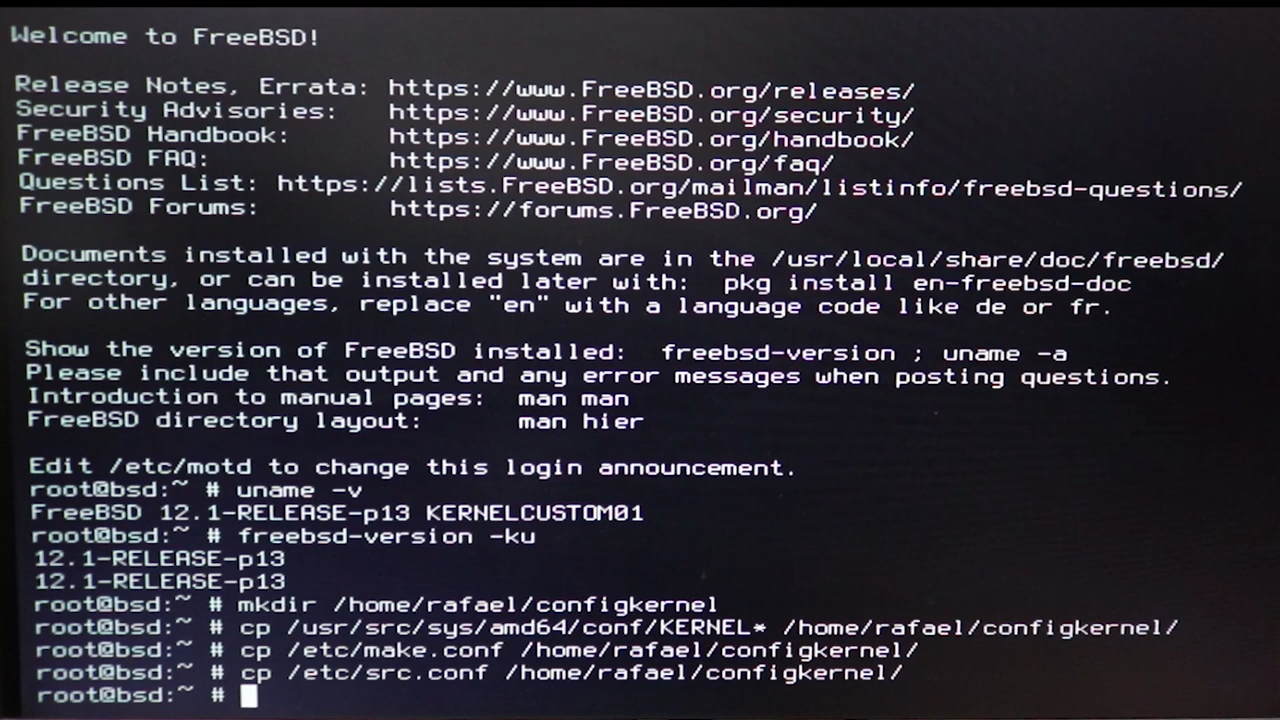 Welcome to FreeBSD!
Release Notes, Errata: https://www.FreeBSD.org/releases/
Security Advisories: https://www.FreeBSD.org/security/
FreeBSD Handbook: https://www.FreeBSD.org/handbook/
FreeBSD FAQ: https://www.FreeBSD.org/faq/
Questions List: https://lists.FreeBSD.org/mailman/listinfo/freebsd-questions/
FreeBSD Forums: https://forums.FreeBSD.org/
Documents installed with the system are in the /usr/local/share/doc/freebsd/
directory, or can be installed later with: pkg install en-freebsd-doc
For other languages, replace "en" with a language code like de or fr.
Show the version of FreeBSD installed: freebsd-version ; uname -a
Please include that output and any error messages when posting questions.
Introduction to manual pages: man man
FreeBSD directory layout: man hier
Edit /etc/motd to change this login announcement.
root@bsd:~ # uname -v
FreeBSD 12.1-RELEASE-p13 KERNELCUSTOM01
root@bsd:~ # freebsd-version -ku
12.1-RELEASE-p13
12.1-RELEASE-p13
root@bsd:~ # mkdir /home/rafael/configkernel
root@bsd:~ # cp /usr/src/sys/amd64/conf/KERNEL* /home/rafael/configkernel/
root@bsd:~ # cp /etc/make.conf /home/rafael/configkernel/
root@bsd:~ # cp /etc/src.conf /home/rafael/configkernel/
root@bsd:~ #